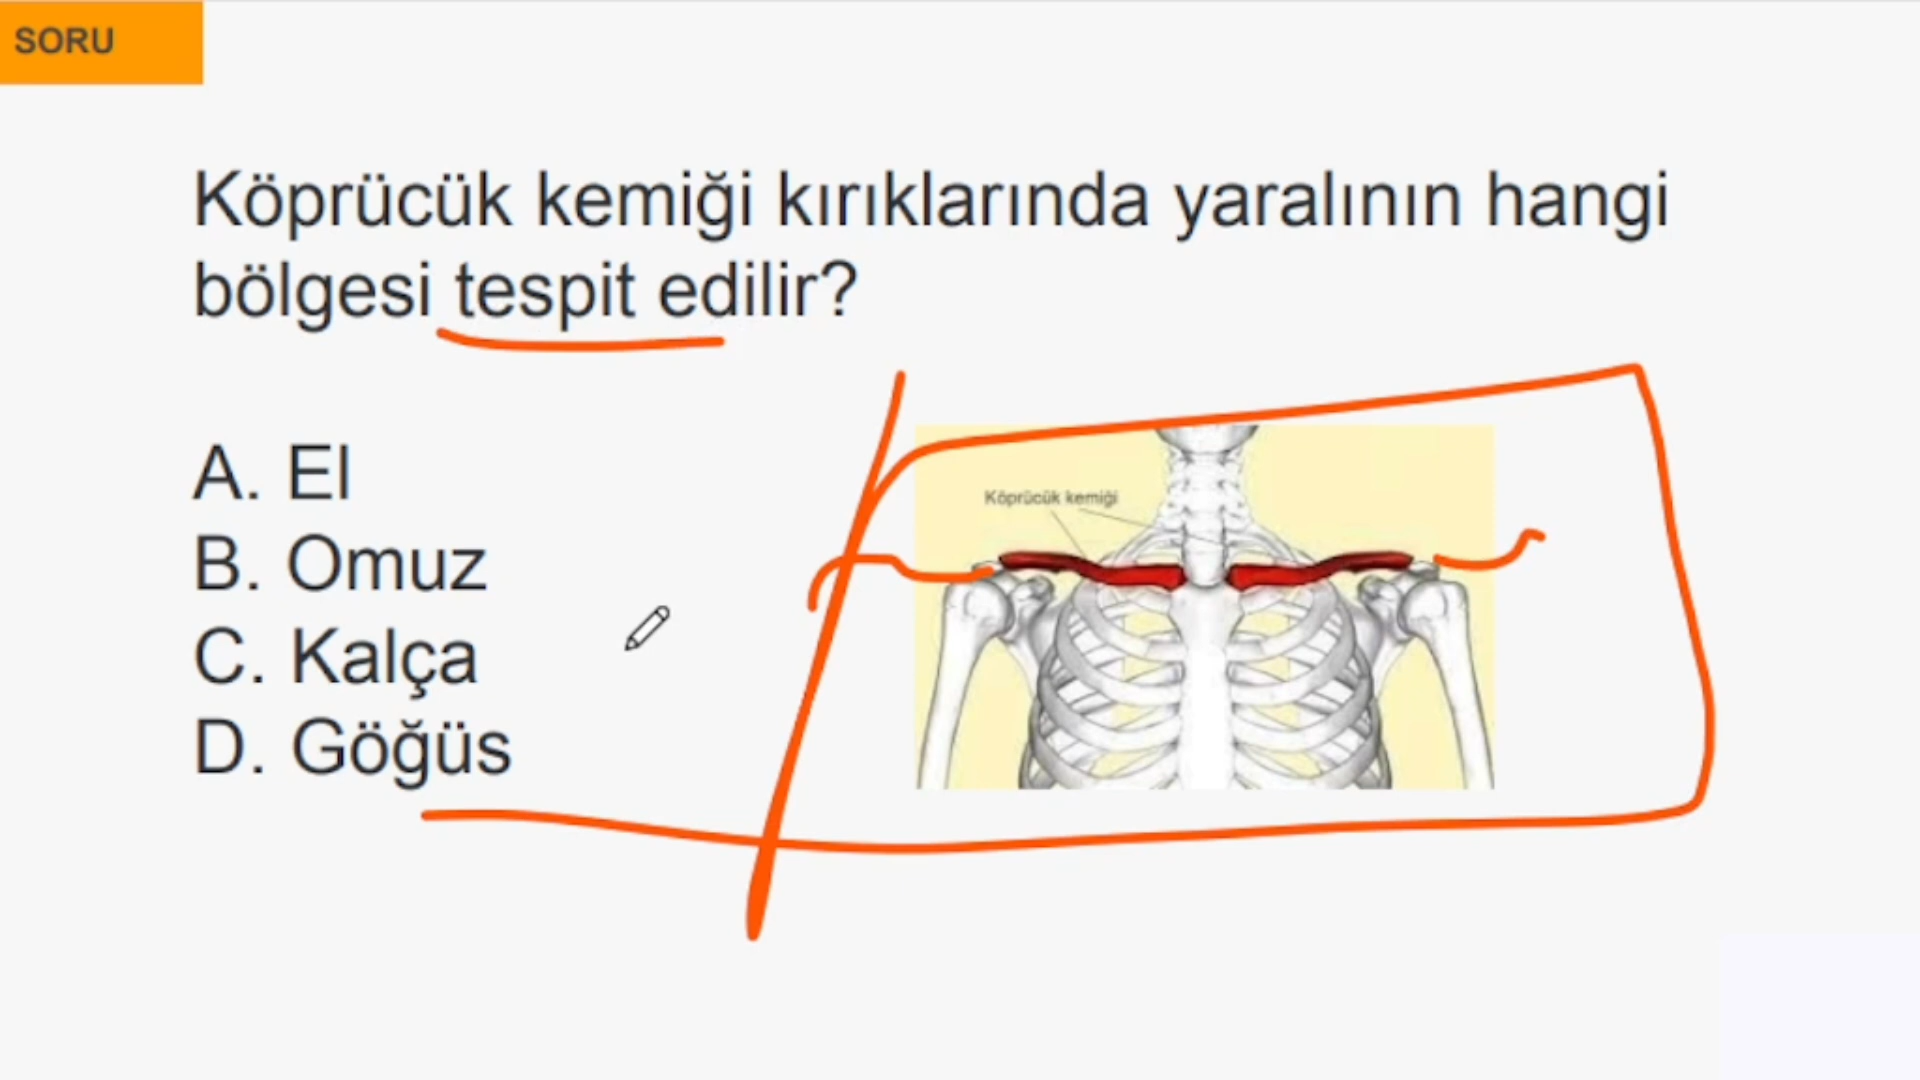 SORU
Köprücük kemiği kırıklarında yaralının hangi
bölgesi tespit edilir?
A. El
B. Omuz
C. Kalça
D. Göğüs
Köprücük kemiği